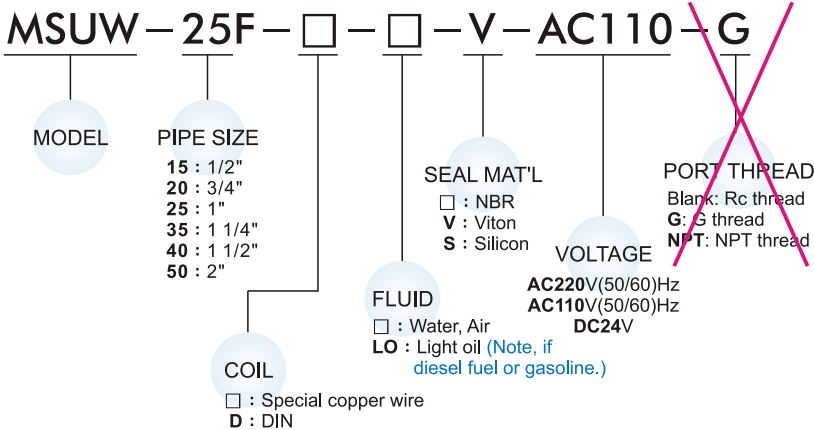 MSUW－25F－□－□－V－AC110－G
MODEL
PIPE SIZE
15 : 1/2"
20 : 3/4"
25 : 1"
35 : 1 1/4"
40 : 1 1/2"
50 : 2"
COIL
□ : Special copper wire
D : DIN
FLUID
□ : Water, Air
LO : Light oil (Note, if
diesel fuel or gasoline.)
SEAL MAT'L
□ : NBR
V : Viton
S : Silicon
VOLTAGE
AC220V(50/60)Hz
AC110V(50/60)Hz
DC24V
PORT THREAD
Blank: Rc thread
G: G thread
NPT: NPT thread